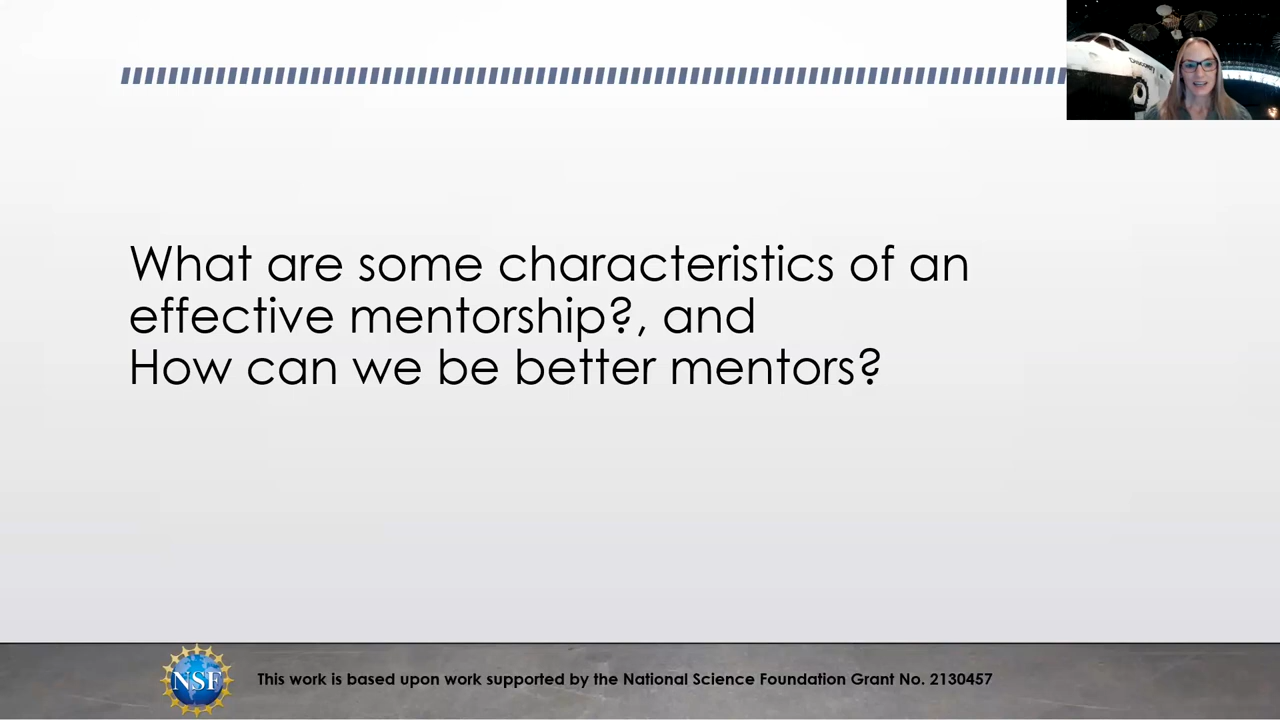 What are some characteristics of an
effective mentorship?, and
How can we be better mentors?
NSF
This work is based upon work supported by the National Science Foundation Grant No. 2130457